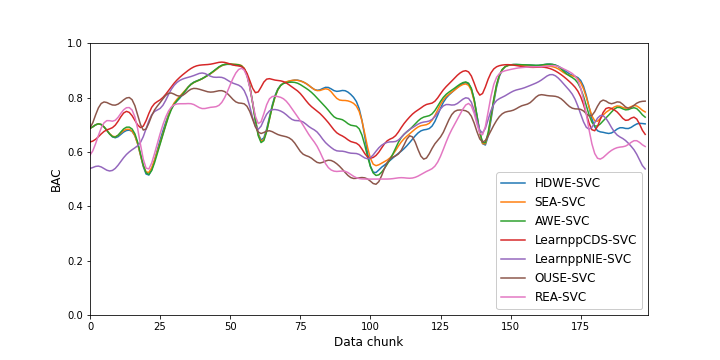 1.0
0.8
0.6
0.4
0.2
0.0
BAC
0 25 50 75 100 125 150 175
Data chunk
HDWE-SVC
SEA-SVC
AWE-SVC
LearnppCDS-SVC
LearnppNIE-SVC
OUSE-SVC
REA-SVC